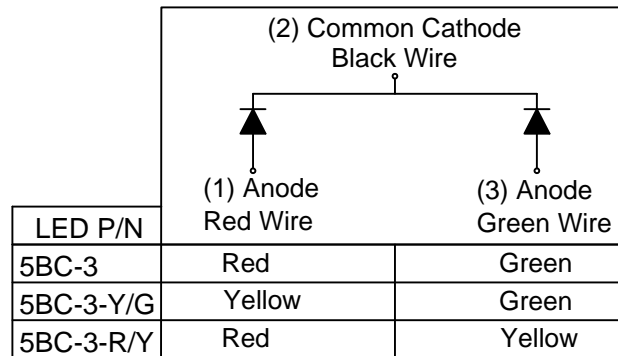 (2) Common Cathode
Black Wire
(1) Anode
Red Wire
(3) Anode
Green Wire
LED P/N
5BC-3 Red Green
5BC-3-Y/G Yellow Green
5BC-3-R/Y Red Yellow